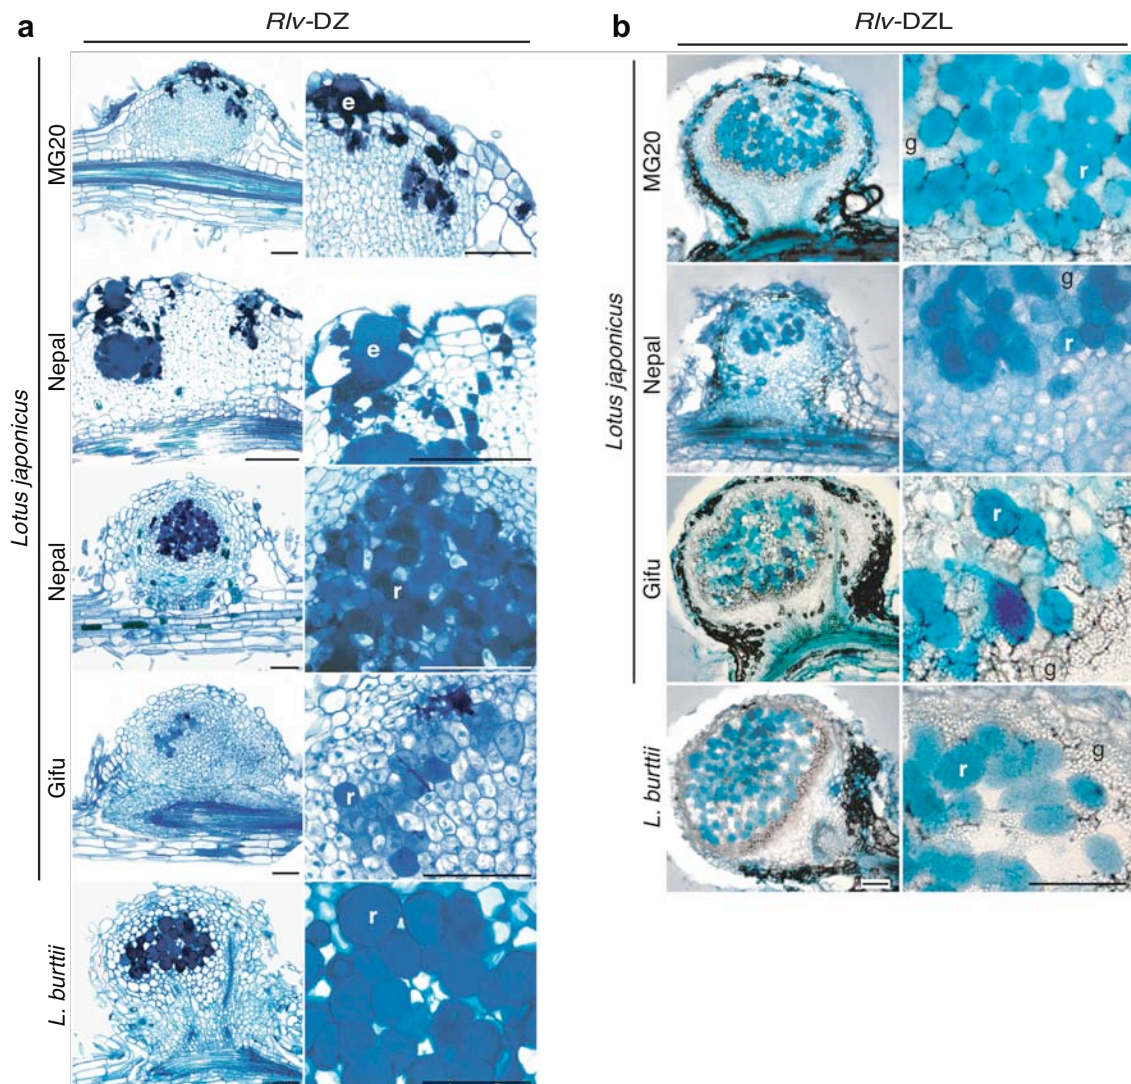 a
Rlv-DZ
Lotus japonicus
MG20
e
Nepal
e
Nepal
r
Gifu
r
L. burttii
r
b
Rlv-DZL
Lotus japonicus
MG20
g
r
Nepal
g
r
Gifu
r
g
L. burttii
r
g